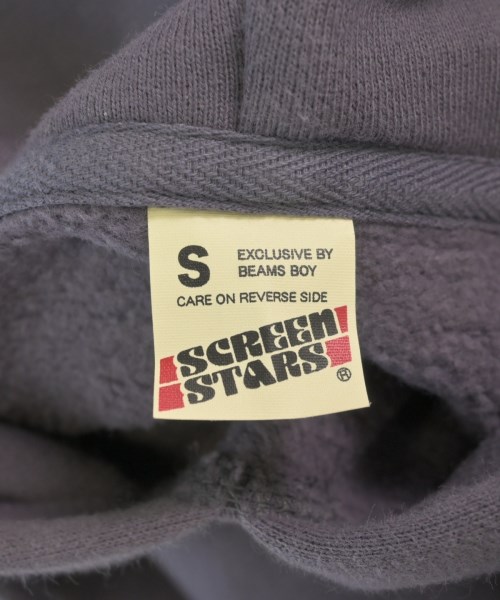 S
EXCLUSIVE BY
BEAMS BOY
CARE ON REVERSE SIDE
SCREEN
STARS®